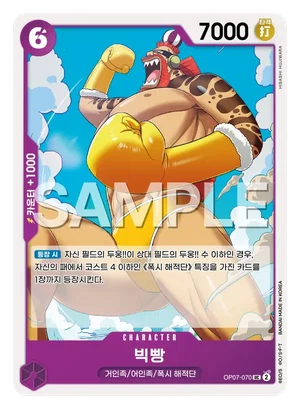 6
7000
타격
打
카운터 +1000
SAMPLE
등장 시 자신 필드의 두웅!!이 상대 필드의 두웅!! 수 이하인 경우,
자신의 패에서 코스트 4 이하인 《폭시 해적단》 특징을 가진 카드를
1장까지 등장시킨다.
CHARACTER
빅빵
거인족/어인족/폭시 해적단
OP07-070 UC 2
BANDAI MADE IN KOREA